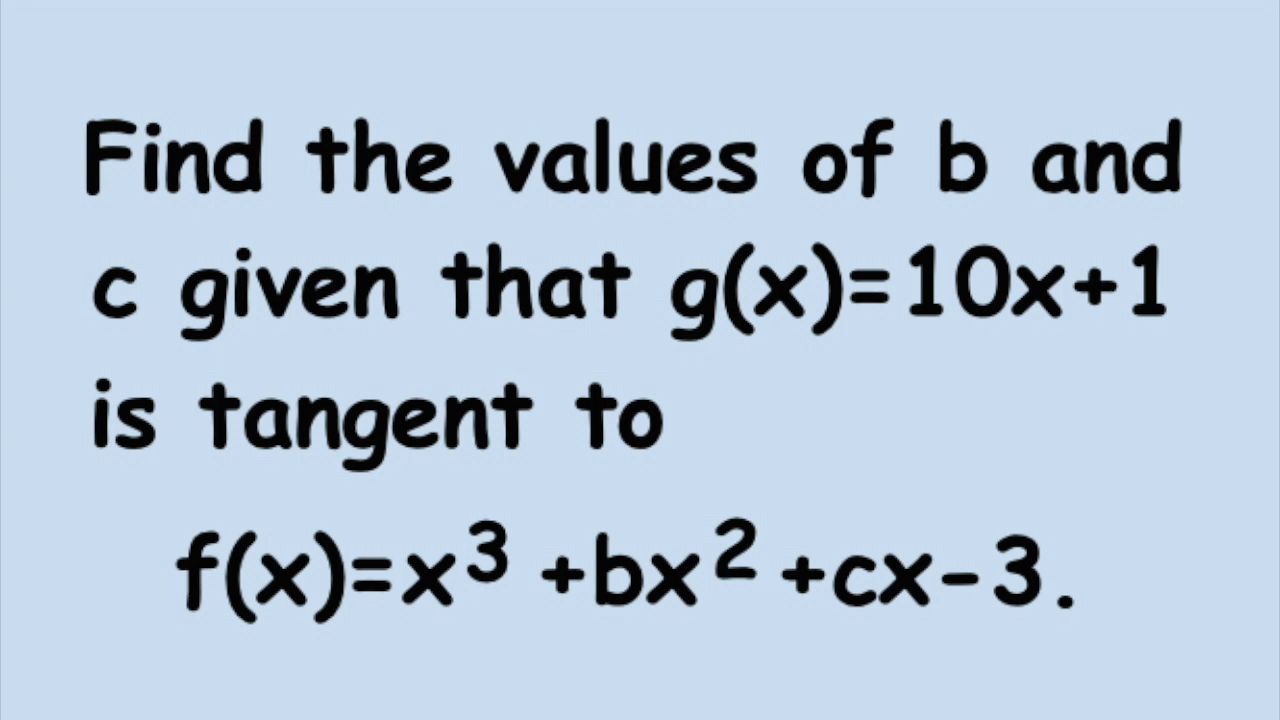 Find the values of b and
c given that g(x)=10x+1
is tangent to
f(x)=x³ +bx² +cx-3.